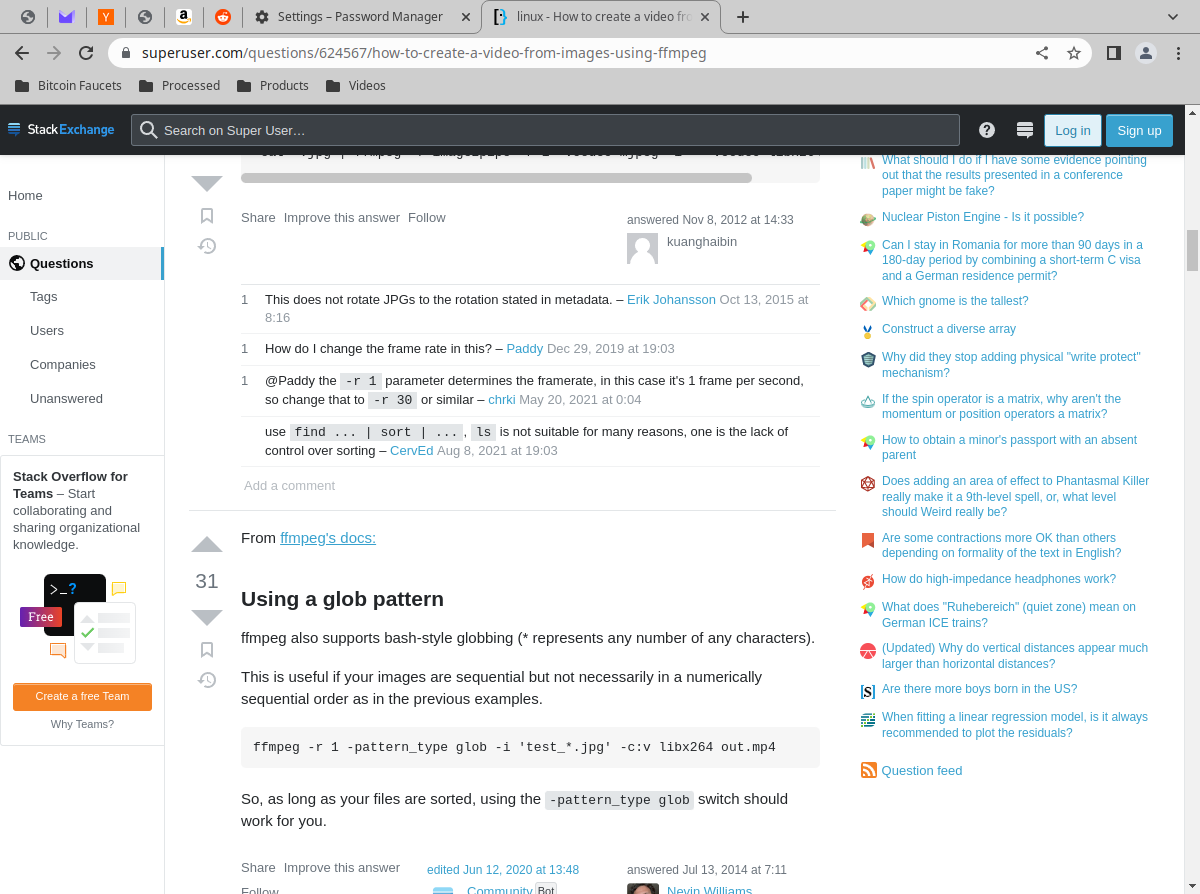 Settings – Password Manager
linux - How to create a video fro
superuser.com/questions/624567/how-to-create-a-video-from-images-using-ffmpeg
Bitcoin Faucets
Processed
Products
Videos
StackExchange
Search on Super User…
Log in
Sign up
Home
PUBLIC
Questions
Tags
Users
Companies
Unanswered
TEAMS
Stack Overflow for
Teams – Start
collaborating and
sharing organizational
knowledge.
>_?
Free
Create a free Team
Why Teams?
Share Improve this answer Follow
answered Nov 8, 2012 at 14:33
kuanghaibin
1 This does not rotate JPGs to the rotation stated in metadata. – Erik Johansson Oct 13, 2015 at
8:16
1 How do I change the frame rate in this? – Paddy Dec 29, 2019 at 19:03
1 @Paddy the -r 1 parameter determines the framerate, in this case it's 1 frame per second,
so change that to -r 30 or similar – chrki May 20, 2021 at 0:04
use find ... | sort | ..., ls is not suitable for many reasons, one is the lack of
control over sorting – CervEd Aug 8, 2021 at 19:03
Add a comment
31
From ffmpeg's docs:
Using a glob pattern
ffmpeg also supports bash-style globbing (* represents any number of any characters).
This is useful if your images are sequential but not necessarily in a numerically
sequential order as in the previous examples.
ffmpeg -r 1 -pattern_type glob -i 'test_*.jpg' -c:v libx264 out.mp4
So, as long as your files are sorted, using the -pattern_type glob switch should
work for you.
Share Improve this answer
Follow
edited Jun 12, 2020 at 13:48
Community Bot
answered Jul 13, 2014 at 7:11
Nevin Williams
What should I do if I have some evidence pointing
out that the results presented in a conference
paper might be fake?
Nuclear Piston Engine - Is it possible?
Can I stay in Romania for more than 90 days in a
180-day period by combining a short-term C visa
and a German residence permit?
Which gnome is the tallest?
Construct a diverse array
Why did they stop adding physical "write protect"
mechanism?
If the spin operator is a matrix, why aren't the
momentum or position operators a matrix?
How to obtain a minor's passport with an absent
parent
Does adding an area of effect to Phantasmal Killer
really make it a 9th-level spell, or, what level
should Weird really be?
Are some contractions more OK than others
depending on formality of the text in English?
How do high-impedance headphones work?
What does "Ruhebereich" (quiet zone) mean on
German ICE trains?
(Updated) Why do vertical distances appear much
larger than horizontal distances?
Are there more boys born in the US?
When fitting a linear regression model, is it always
recommended to plot the residuals?
Question feed